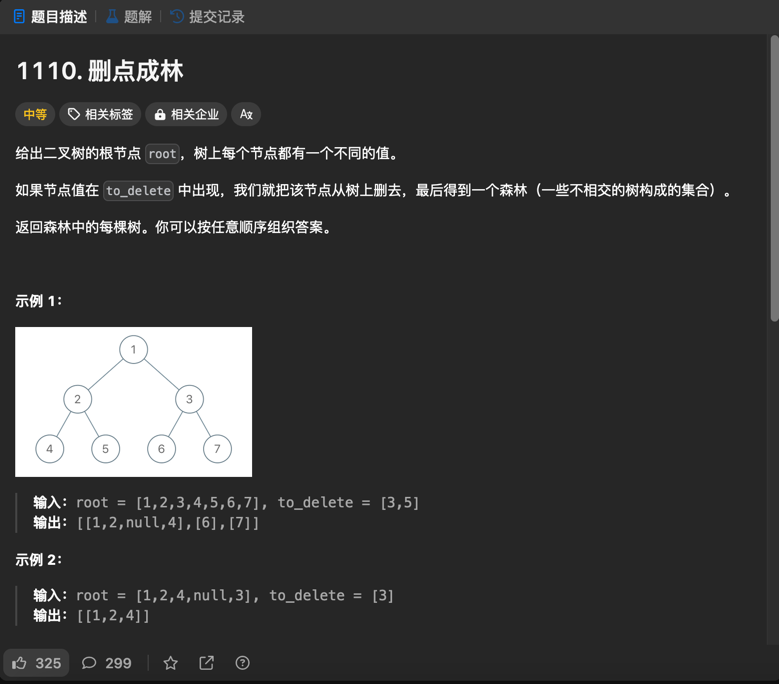 题目描述 题解 提交记录
1110. 删点成林
中等 相关标签 相关企业 AX
给出二叉树的根节点 root，树上每个节点都有一个不同的值。
如果节点值在 to_delete 中出现，我们就把该节点从树上删去，最后得到一个森林（一些不相交的树构成的集合）。
返回森林中的每棵树。你可以按任意顺序组织答案。
示例 1：
1
2 3
4 5 6 7
输入：root = [1,2,3,4,5,6,7], to_delete = [3,5]
输出：[[1,2,null,4],[6],[7]]
示例 2：
输入：root = [1,2,4,null,3], to_delete = [3]
输出：[[1,2,4]]
325 299